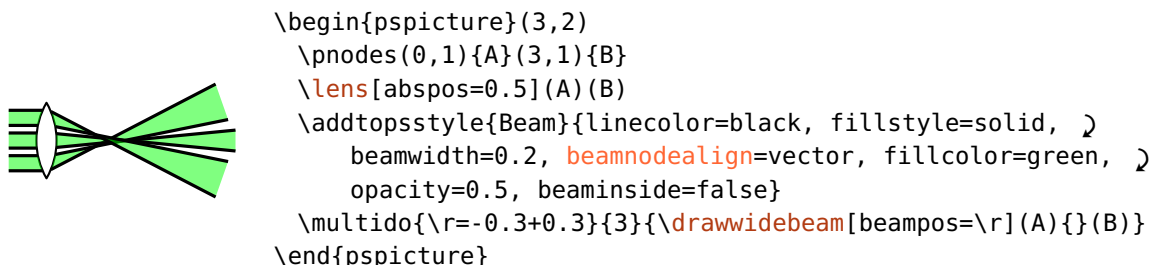 \begin{pspicture}(3,2)
\pnodes(0,1){A}(3,1){B}
\lens[abspos=0.5](A)(B)
\addtopsstyle{Beam}{linecolor=black, fillstyle=solid,
beamwidth=0.2, beamnodealign=vector, fillcolor=green,
opacity=0.5, beaminside=false}
\multido{\r=-0.3+0.3}{3}{\drawwidebeam[beampos=\r](A){}(B)}
\end{pspicture}